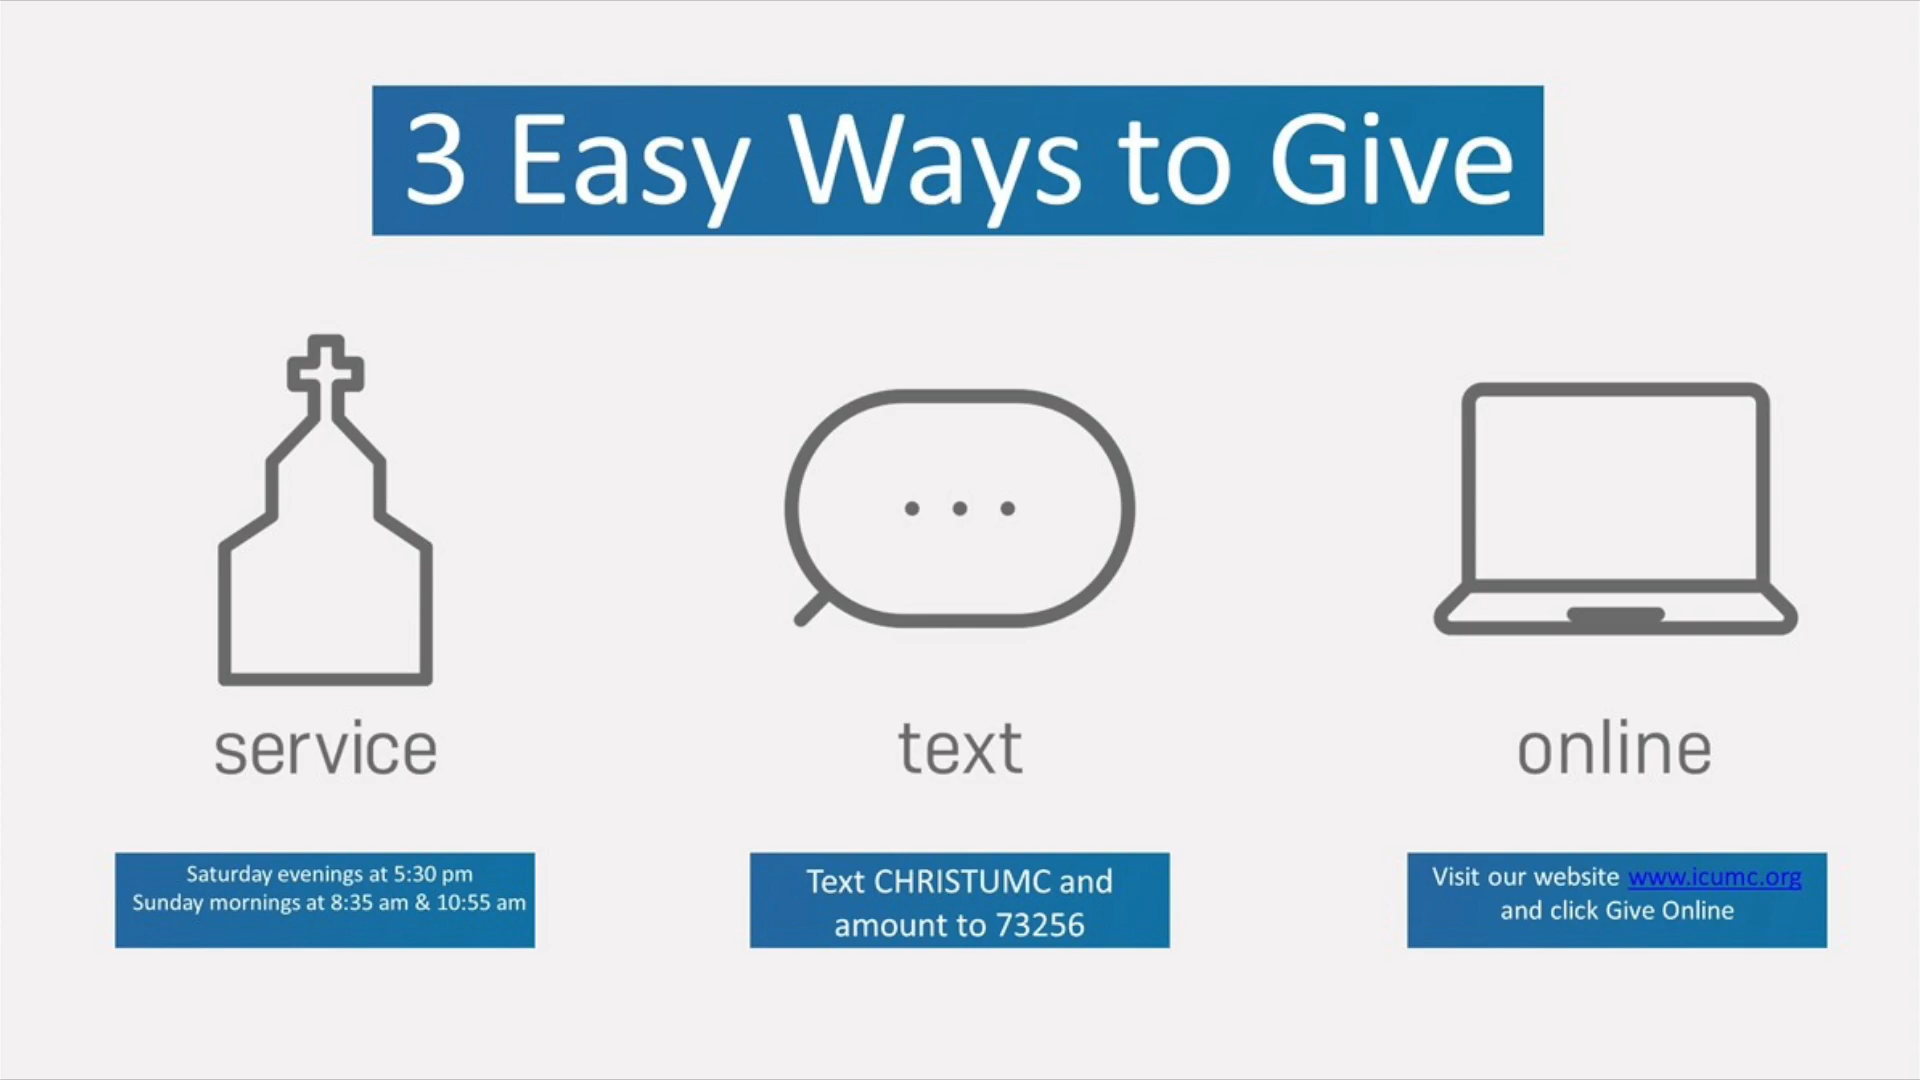 3 Easy Ways to Give
service
text
online
Saturday evenings at 5:30 pm
Sunday mornings at 8:35 am & 10:55 am
Text CHRISTUMC and
amount to 73256
Visit our website www.icumc.org
and click Give Online